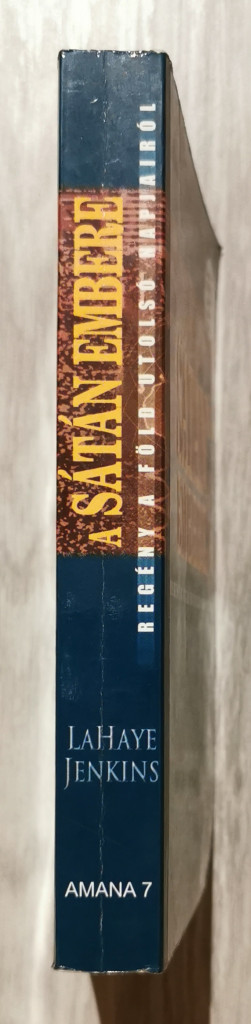 A SÁTÁN EMBERE
REGÉNY A FÖLD UTOLSÓ NAPJAIRÓL
LAHAYE
JENKINS
AMANA 7